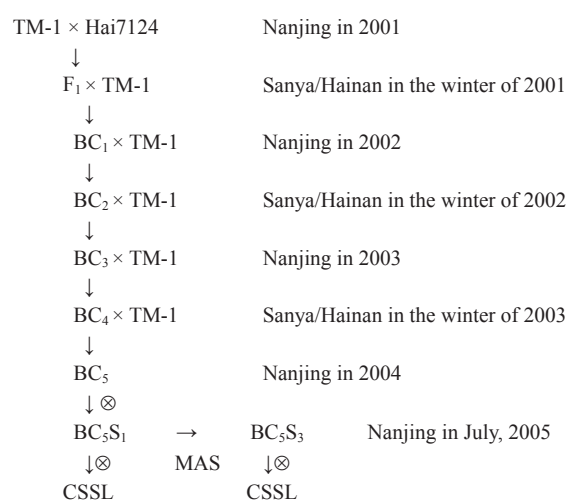 TM-1 × Hai7124 Nanjing in 2001
↓
F₁ × TM-1 Sanya/Hainan in the winter of 2001
↓
BC₁ × TM-1 Nanjing in 2002
↓
BC₂ × TM-1 Sanya/Hainan in the winter of 2002
↓
BC₃ × TM-1 Nanjing in 2003
↓
BC₄ × TM-1 Sanya/Hainan in the winter of 2003
↓
BC₅ Nanjing in 2004
↓ ⊗
BC₅S₁ → BC₅S₃ Nanjing in July, 2005
↓⊗ MAS ↓⊗
CSSL CSSL